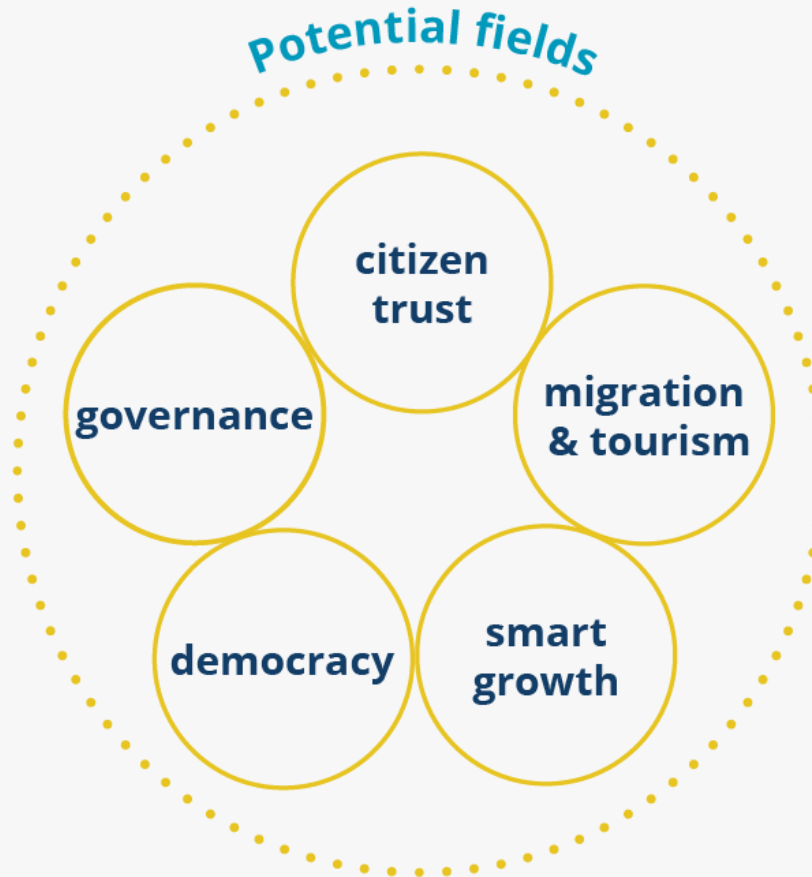 Potential fields
citizen
trust
governance
migration
& tourism
democracy
smart
growth